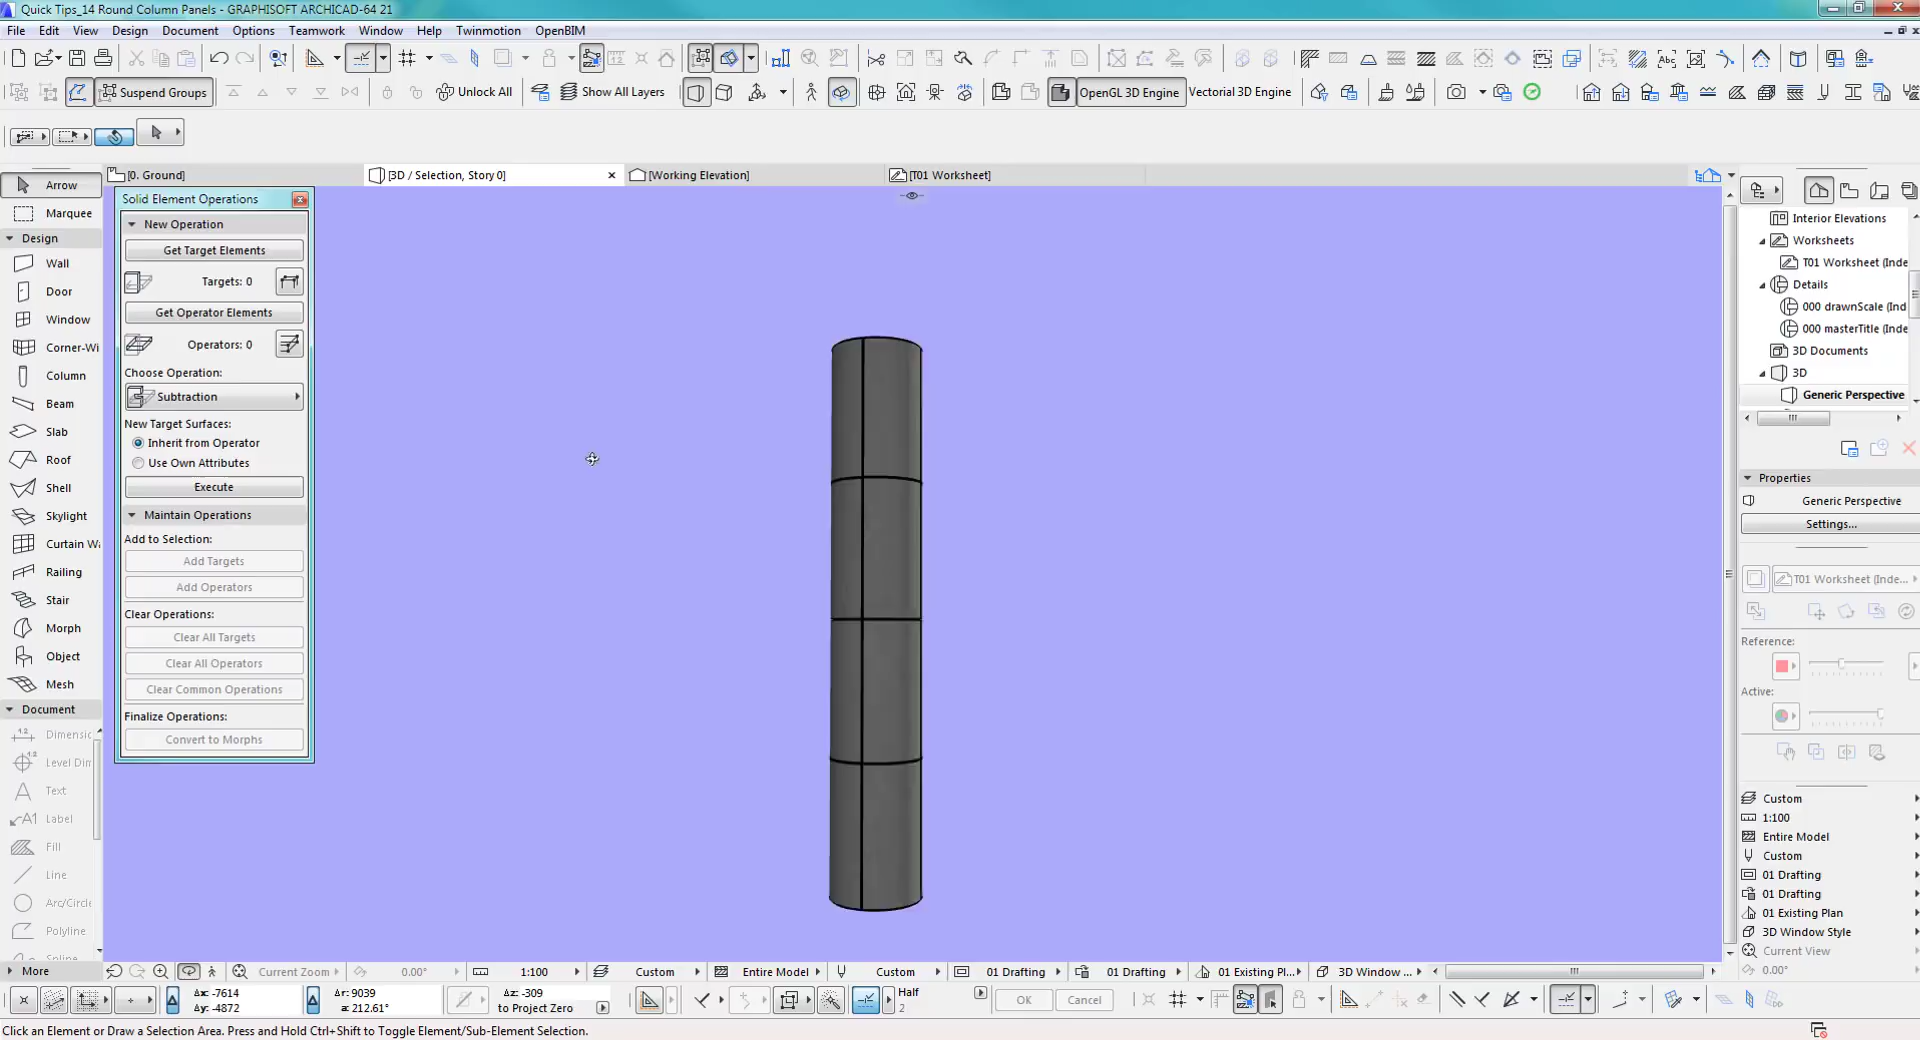 Quick Tips_14 Round Column Panels - GRAPHISOFT ARCHICAD-64 21
File Edit View Design Document Options Teamwork Window Help Twinmotion OpenBIM
Suspend Groups
Unlock All
Show All Layers
OpenGL 3D Engine
Vectorial 3D Engine
[0. Ground]
[3D / Selection, Story 0]
[Working Elevation]
[T01 Worksheet]
Arrow
Marquee
Design
Wall
Door
Window
Corner-Wi
Column
Beam
Slab
Roof
Shell
Skylight
Curtain Wa
Railing
Stair
Morph
Object
Mesh
Document
Dimensio
Level Dim
Text
A1 Label
Fill
Line
Arc/Circle
Polyline
Spline
More
Solid Element Operations
New Operation
Get Target Elements
Targets: 0
Get Operator Elements
Operators: 0
Choose Operation:
Subtraction
New Target Surfaces:
Inherit from Operator
Use Own Attributes
Execute
Maintain Operations
Add to Selection:
Add Targets
Add Operators
Clear Operations:
Clear All Targets
Clear All Operators
Clear Common Operations
Finalize Operations:
Convert to Morphs
Interior Elevations
Worksheets
T01 Worksheet (Inde
Details
000 drawnScale (Ind
000 masterTitle (Inde
3D Documents
3D
Generic Perspective
Properties
Generic Perspective
Settings...
T01 Worksheet (Inde...
Reference:
Active:
Custom
1:100
Entire Model
Custom
01 Drafting
01 Drafting
01 Existing Plan
3D Window Style
Current View
0.00°
Current Zoom
0.00°
1:100
Custom
Entire Model
Custom
01 Drafting
01 Drafting
01 Existing Pl...
3D Window ...
Δx: -7614
Δy: -4872
Δr: 9039
a: 212.61°
Δz: -309
to Project Zero
Half
2
OK
Cancel
Click an Element or Draw a Selection Area. Press and Hold Ctrl+Shift to Toggle Element/Sub-Element Selection.